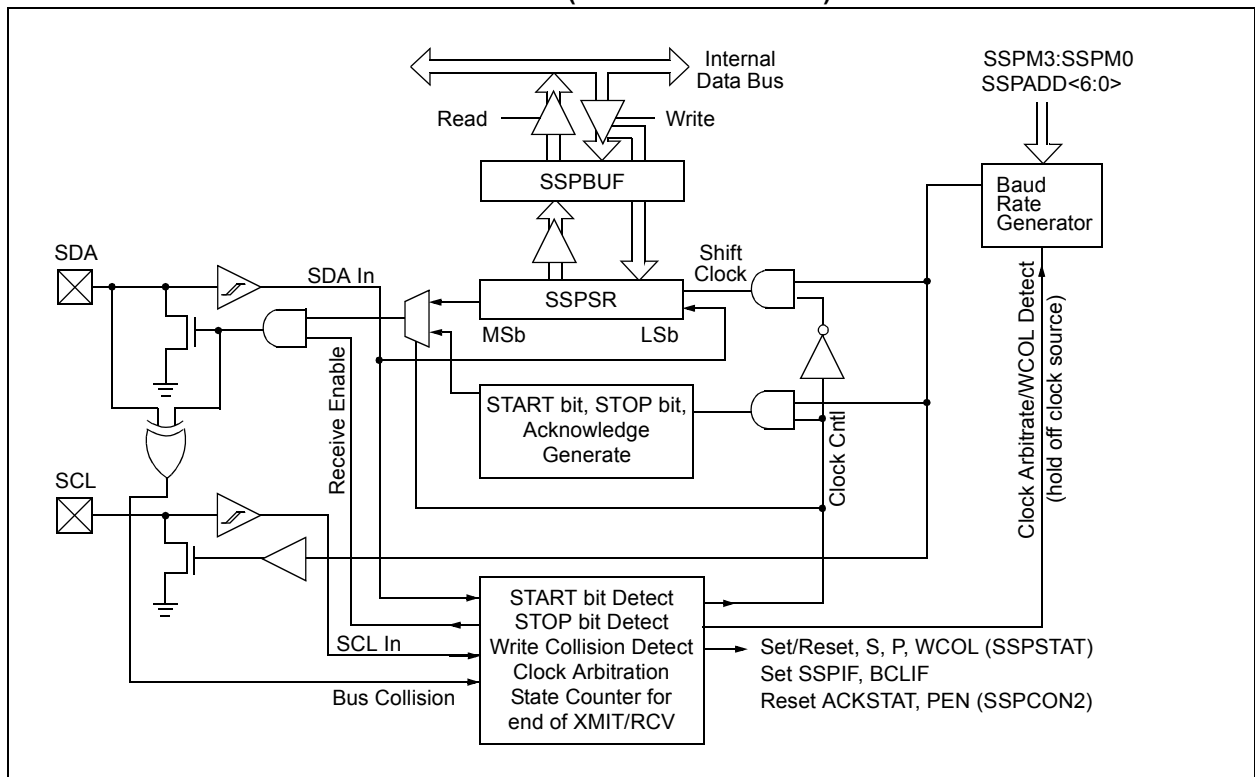 Internal
Data Bus
SSPM3:SSPM0
SSPADD<6:0>
Read
Write
SSPBUF
Baud
Rate
Generator
SDA
SDA In
Shift
Clock
SSPSR
MSb
LSb
START bit, STOP bit,
Acknowledge
Generate
Receive Enable
Clock Cntl
Clock Arbitrate/WCOL Detect
(hold off clock source)
SCL
SCL In
Bus Collision
START bit Detect
STOP bit Detect
Write Collision Detect
Clock Arbitration
State Counter for
end of XMIT/RCV
Set/Reset, S, P, WCOL (SSPSTAT)
Set SSPIF, BCLIF
Reset ACKSTAT, PEN (SSPCON2)